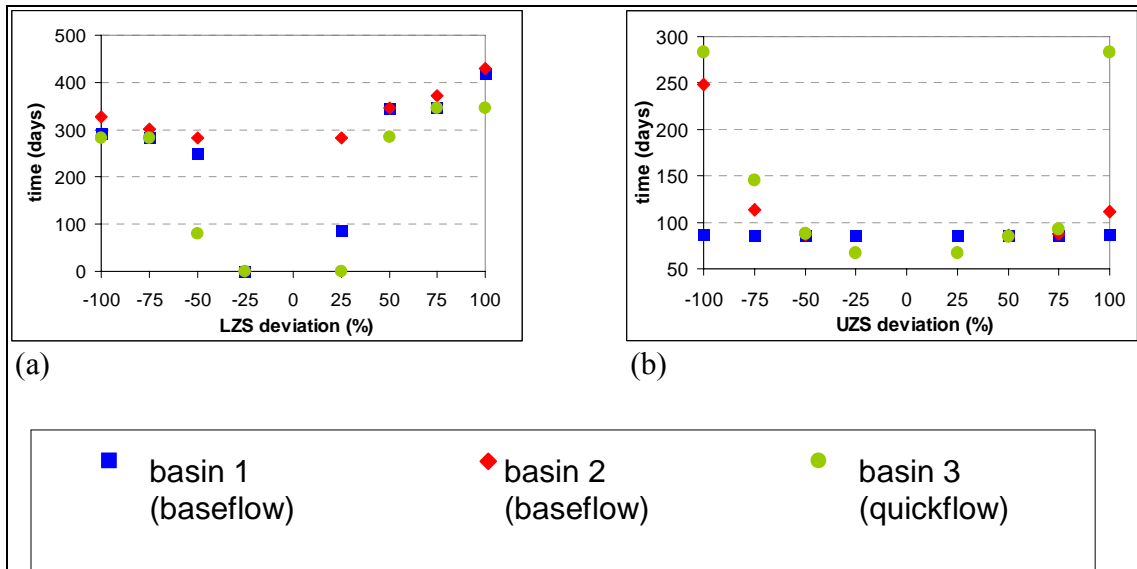 500
400
300
200
100
0
time (days)
-100 -75 -50 -25 0 25 50 75 100
LZS deviation (%)
(a)
300
250
200
150
100
50
time (days)
-100 -75 -50 -25 0 25 50 75 100
UZS deviation (%)
(b)
basin 1
(baseflow)
basin 2
(baseflow)
basin 3
(quickflow)